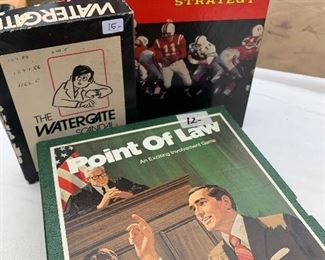 WATERGATE
15-
THE
WATERGATE
SCANDAL
STRATEGY
12-
Point Of Law
An Exciting Involvement Game